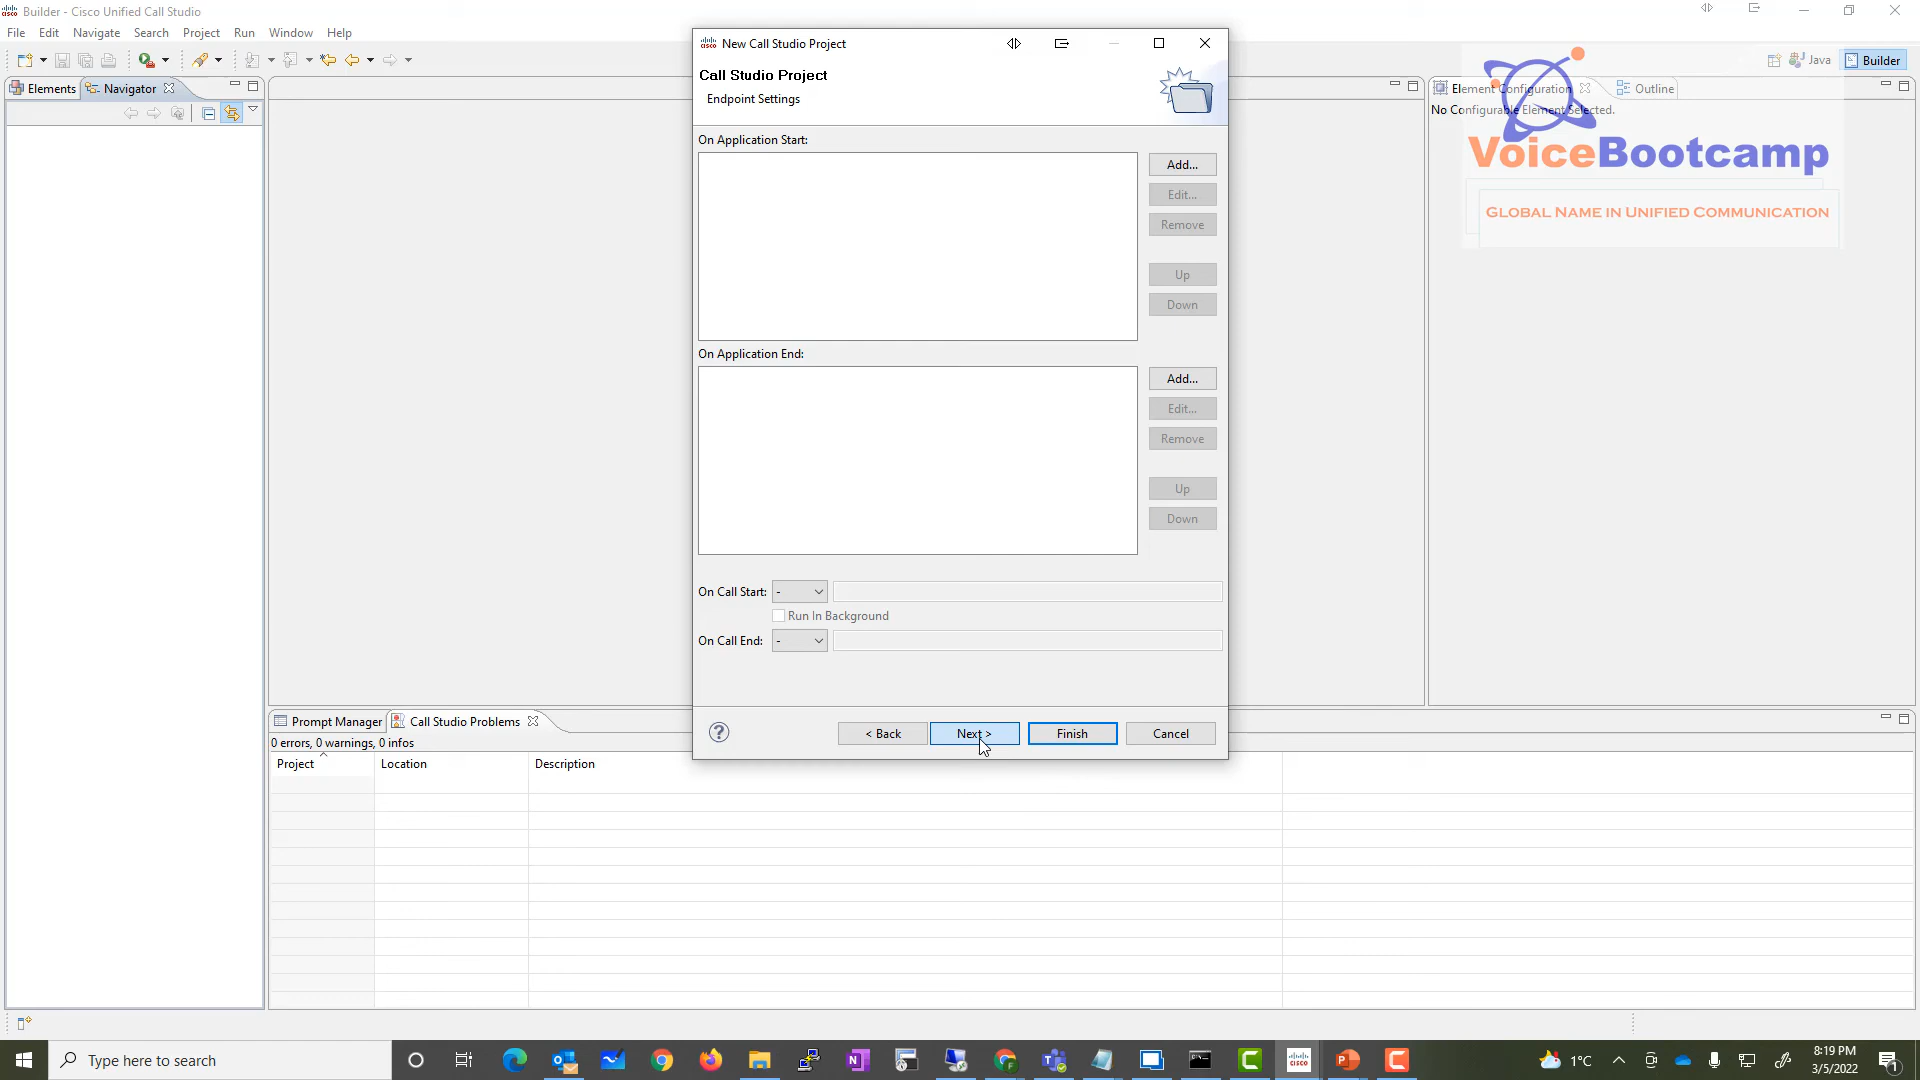 Builder - Cisco Unified Call Studio
File Edit Navigate Search Project Run Window Help
Java Builder
Elements Navigator
New Call Studio Project
Call Studio Project
Endpoint Settings
On Application Start:
Add...
Edit...
Remove
Up
Down
On Application End:
Add...
Edit...
Remove
Up
Down
On Call Start: -
Run In Background
On Call End: -
< Back Next > Finish Cancel
Element Configuration Outline
No Configurable Element Selected.
VoiceBootcamp
Global Name in Unified Communication
Prompt Manager Call Studio Problems
0 errors, 0 warnings, 0 infos
Project Location Description
Type here to search
1°C
8:19 PM
3/5/2022
1